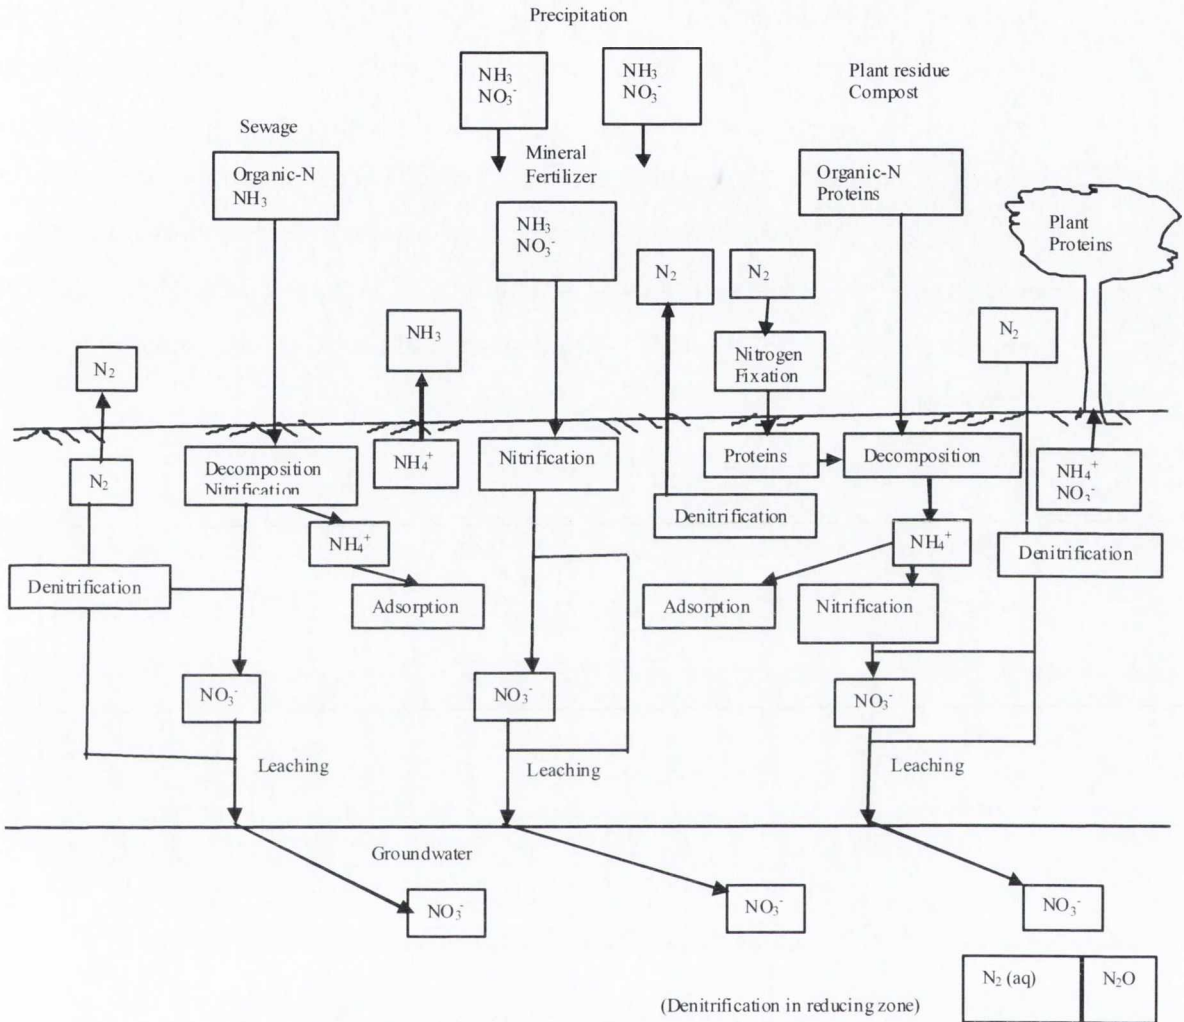 Precipitation
NH₃
NO₃⁻
NH₃
NO₃⁻
Plant residue
Compost
Sewage
Mineral
Fertilizer
Organic-N
NH₃
Organic-N
Proteins
NH₃
NO₃⁻
Plant
Proteins
N₂
N₂
NH₃
N₂
N₂
Nitrogen
Fixation
N₂
Decomposition
Nitrification
NH₄⁺
Nitrification
Proteins
Decomposition
NH₄⁺
NO₃⁻
Denitrification
NH₄⁺
NH₄⁺
Denitrification
Denitrification
Adsorption
Adsorption
Nitrification
NO₃⁻
NO₃⁻
NO₃⁻
Leaching
Leaching
Leaching
Groundwater
NO₃⁻
NO₃⁻
NO₃⁻
N₂ (aq)
N₂O
(Denitrification in reducing zone)